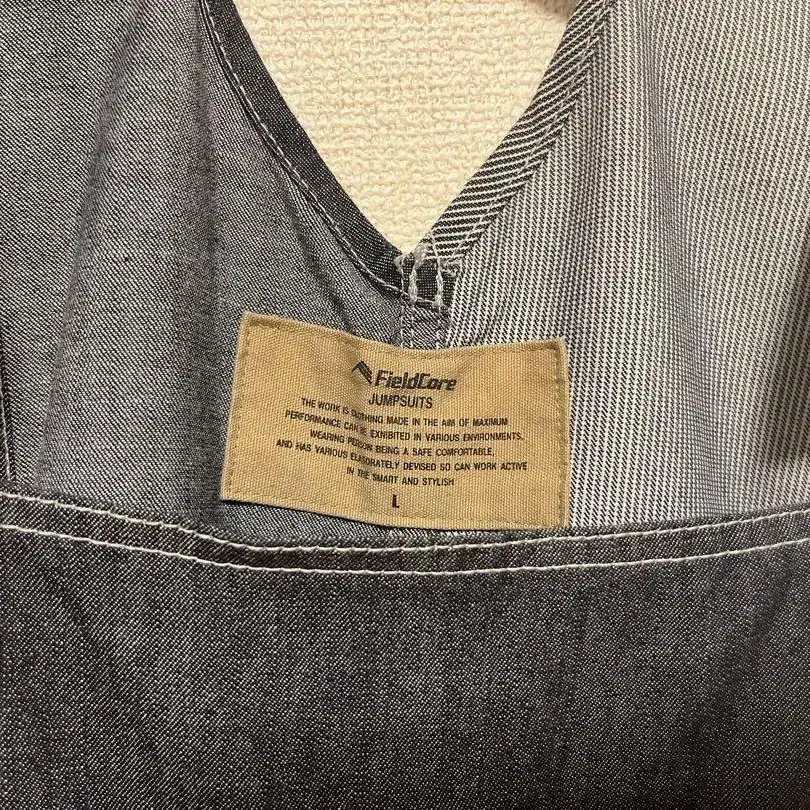 FieldCore
JUMPSUITS
THE WORK IS CLOTHING MADE IN THE AIM OF MAXIMUM
PERFORMANCE CAN BE EXHIBITED IN VARIOUS ENVIRONMENTS,
WEARING PERSON BEING A SAFE COMFORTABLE,
AND HAS VARIOUS ELABORATELY DEVISED SO CAN WORK ACTIVE
IN THE SMART AND STYLISH
L